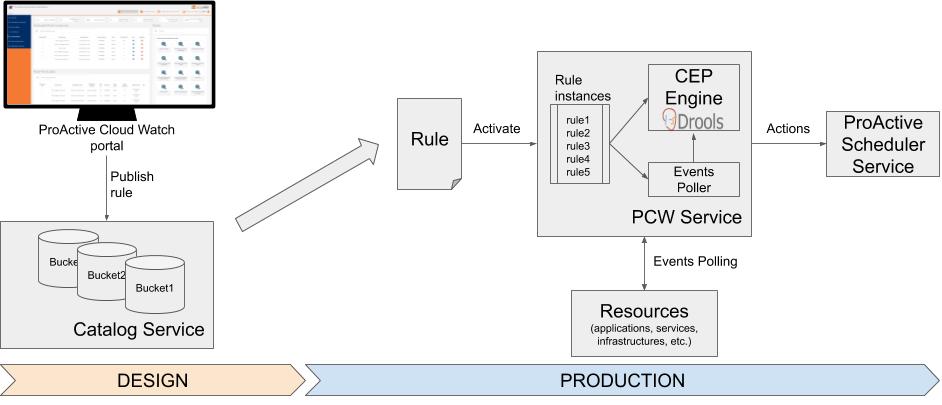 ProActive Cloud Watch
portal
Publish
rule
Bucke
Bucket2
Bucket1
Catalog Service
Rule
Activate
Rule
instances
rule1
rule2
rule3
rule4
rule5
CEP
Engine
Drools
Events
Poller
PCW Service
Actions
ProActive
Scheduler
Service
Events Polling
Resources
(applications, services,
infrastructures, etc.)
DESIGN
PRODUCTION